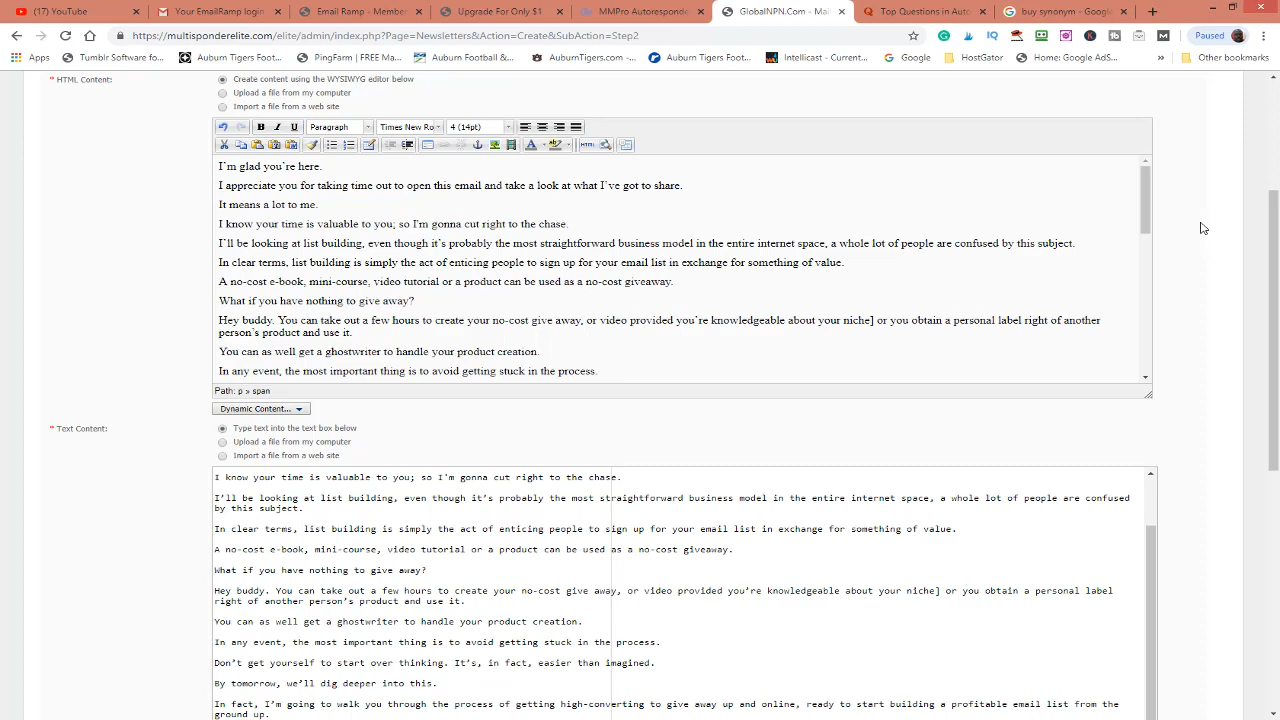 (17) YouTube
Your EmailRamp login
Email Ramp - Membe
Upgrade For Only $1
MMPro Autoresponde
GlobalNPN.Com - Mai
Top Questions in Auto
buy synonym - Google
https://multisponderelite.com/elite/admin/index.php?Page=Newsletters&Action=Create&SubAction=Step2
Paused
Apps
Tumblr Software fo...
Auburn Tigers Foot...
PingFarm | FREE Ma...
Auburn Football &...
AuburnTigers.com -...
Auburn Tigers Foot...
Intellicast - Current...
Google
HostGator
Home: Google AdS...
»
Other bookmarks
* HTML Content:
Create content using the WYSIWYG editor below
Upload a file from my computer
Import a file from a web site
B I U Paragraph Times New Ro 4 (14pt)
HTML
I’m glad you’re here.
I appreciate you for taking time out to open this email and take a look at what I’ve got to share.
It means a lot to me.
I know your time is valuable to you; so I'm gonna cut right to the chase.
I’ll be looking at list building, even though it’s probably the most straightforward business model in the entire internet space, a whole lot of people are confused by this subject.
In clear terms, list building is simply the act of enticing people to sign up for your email list in exchange for something of value.
A no-cost e-book, mini-course, video tutorial or a product can be used as a no-cost giveaway.
What if you have nothing to give away?
Hey buddy. You can take out a few hours to create your no-cost give away, or video provided you’re knowledgeable about your niche] or you obtain a personal label right of another
person’s product and use it.
You can as well get a ghostwriter to handle your product creation.
In any event, the most important thing is to avoid getting stuck in the process.
Path: p » span
Dynamic Content...
* Text Content:
Type text into the text box below
Upload a file from my computer
Import a file from a web site
I know your time is valuable to you; so I'm gonna cut right to the chase.
I’ll be looking at list building, even though it’s probably the most straightforward business model in the entire internet space, a whole lot of people are confused
by this subject.
In clear terms, list building is simply the act of enticing people to sign up for your email list in exchange for something of value.
A no-cost e-book, mini-course, video tutorial or a product can be used as a no-cost giveaway.
What if you have nothing to give away?
Hey buddy. You can take out a few hours to create your no-cost give away, or video provided you’re knowledgeable about your niche] or you obtain a personal label
right of another person’s product and use it.
You can as well get a ghostwriter to handle your product creation.
In any event, the most important thing is to avoid getting stuck in the process.
Don’t get yourself to start over thinking. It’s, in fact, easier than imagined.
By tomorrow, we’ll dig deeper into this.
In fact, I’m going to walk you through the process of getting high-converting to give away up and online, ready to start building a profitable email list from the
ground up.